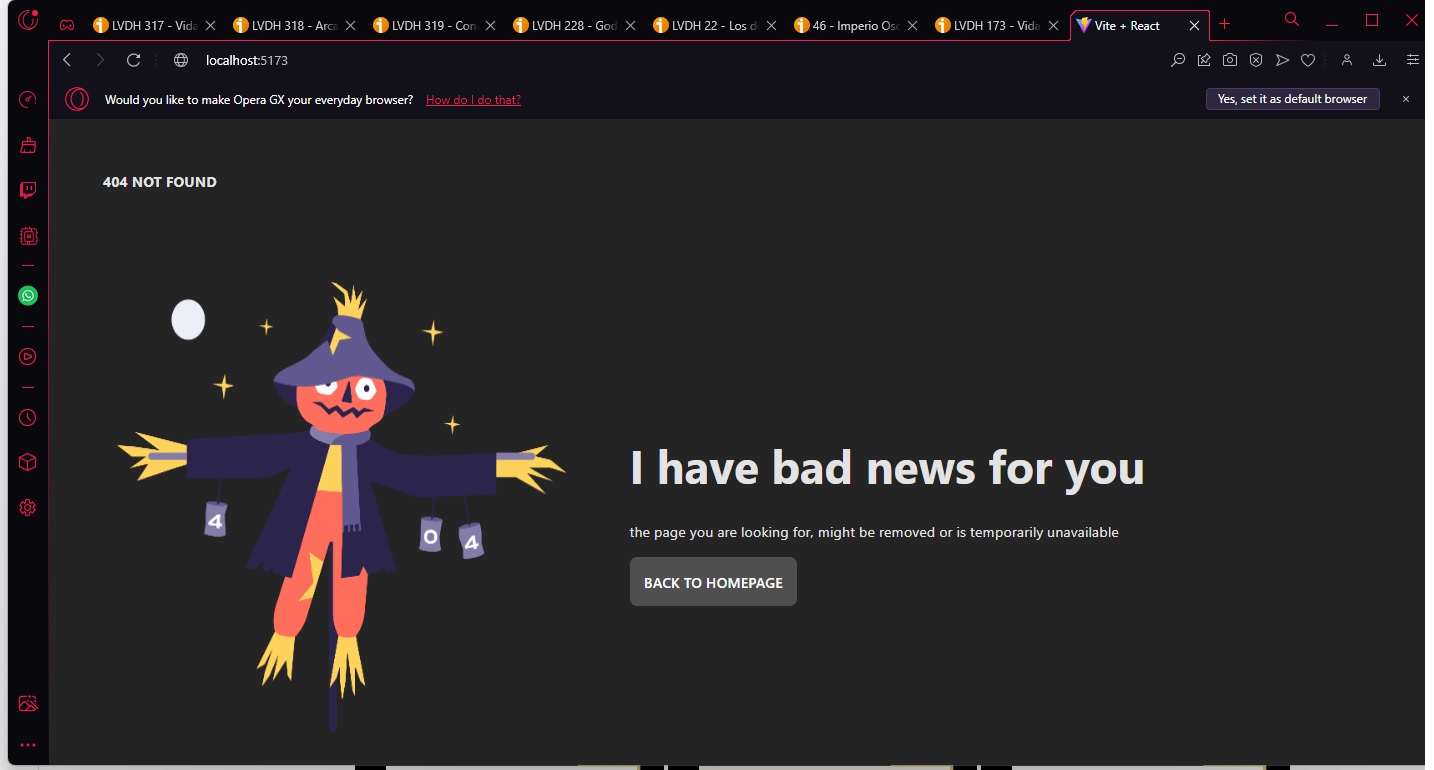 LVDH 317 - Vida
LVDH 318 - Arca
LVDH 319 - Con
LVDH 228 - God
LVDH 22 - Los d
46 - Imperio Osc
LVDH 173 - Vida
Vite + React
localhost:5173
Would you like to make Opera GX your everyday browser? How do I do that?
Yes, set it as default browser
404 NOT FOUND
4
0
4
I have bad news for you
the page you are looking for, might be removed or is temporarily unavailable
BACK TO HOMEPAGE